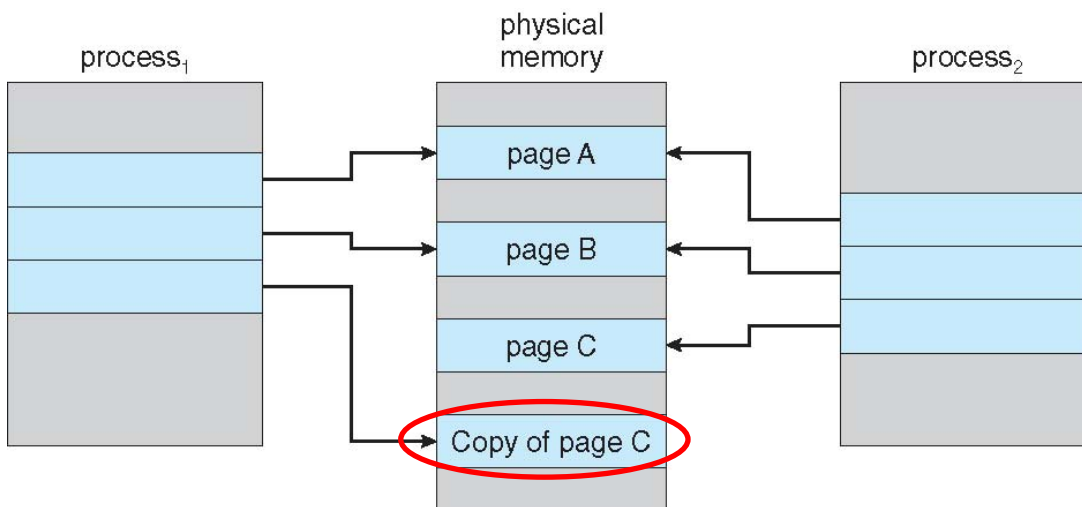 process₁
physical
memory
process₂
page A
page B
page C
Copy of page C